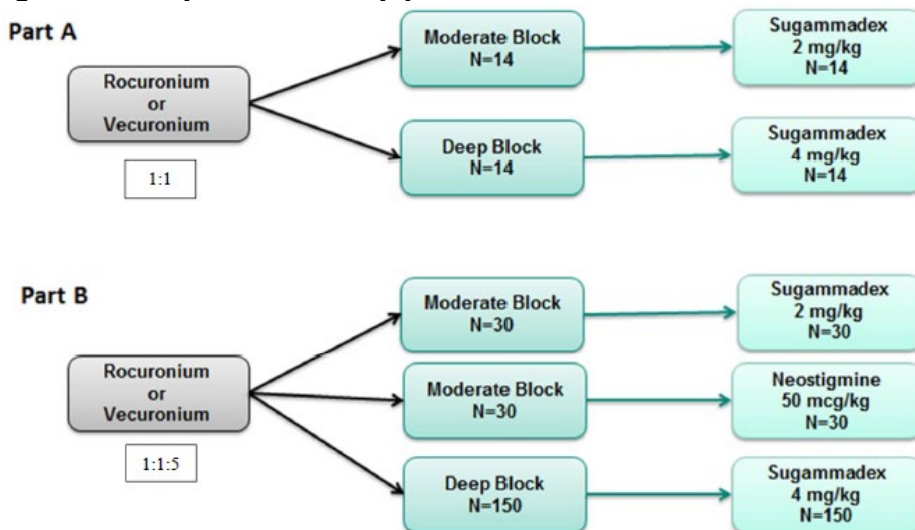 Part A
Rocuronium
or
Vecuronium
1:1
Moderate Block
N=14
Sugammadex
2 mg/kg
N=14
Deep Block
N=14
Sugammadex
4 mg/kg
N=14
Part B
Rocuronium
or
Vecuronium
1:1:5
Moderate Block
N=30
Sugammadex
2 mg/kg
N=30
Moderate Block
N=30
Neostigmine
50 mcg/kg
N=30
Deep Block
N=150
Sugammadex
4 mg/kg
N=150